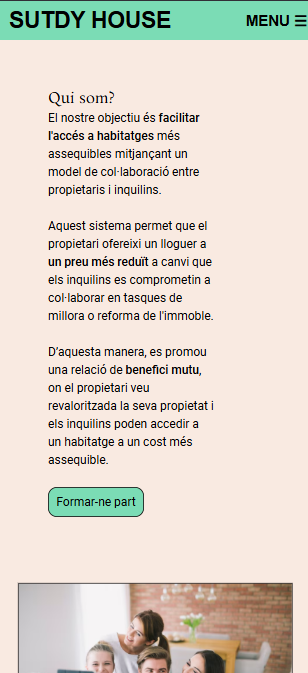 SUTDY HOUSE
MENU ☰
Qui som?
El nostre objectiu és facilitar
l'accés a habitatges més
assequibles mitjançant un
model de col·laboració entre
propietaris i inquilins.
Aquest sistema permet que el
propietari ofereixi un lloguer a
un preu més reduït a canvi que
els inquilins es comprometin a
col·laborar en tasques de
millora o reforma de l'immoble.
D'aquesta manera, es promou
una relació de benefici mutu,
on el propietari veu
revaloritzada la seva propietat i
els inquilins poden accedir a
un habitatge a un cost més
assequible.
Formar-ne part